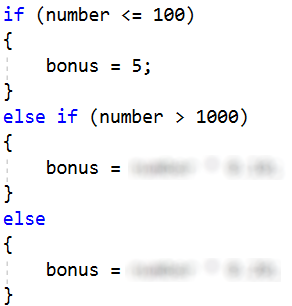 if (number <= 100)
{
bonus = 5;
}
else if (number > 1000)
{
bonus =
}
else
{
bonus =
}